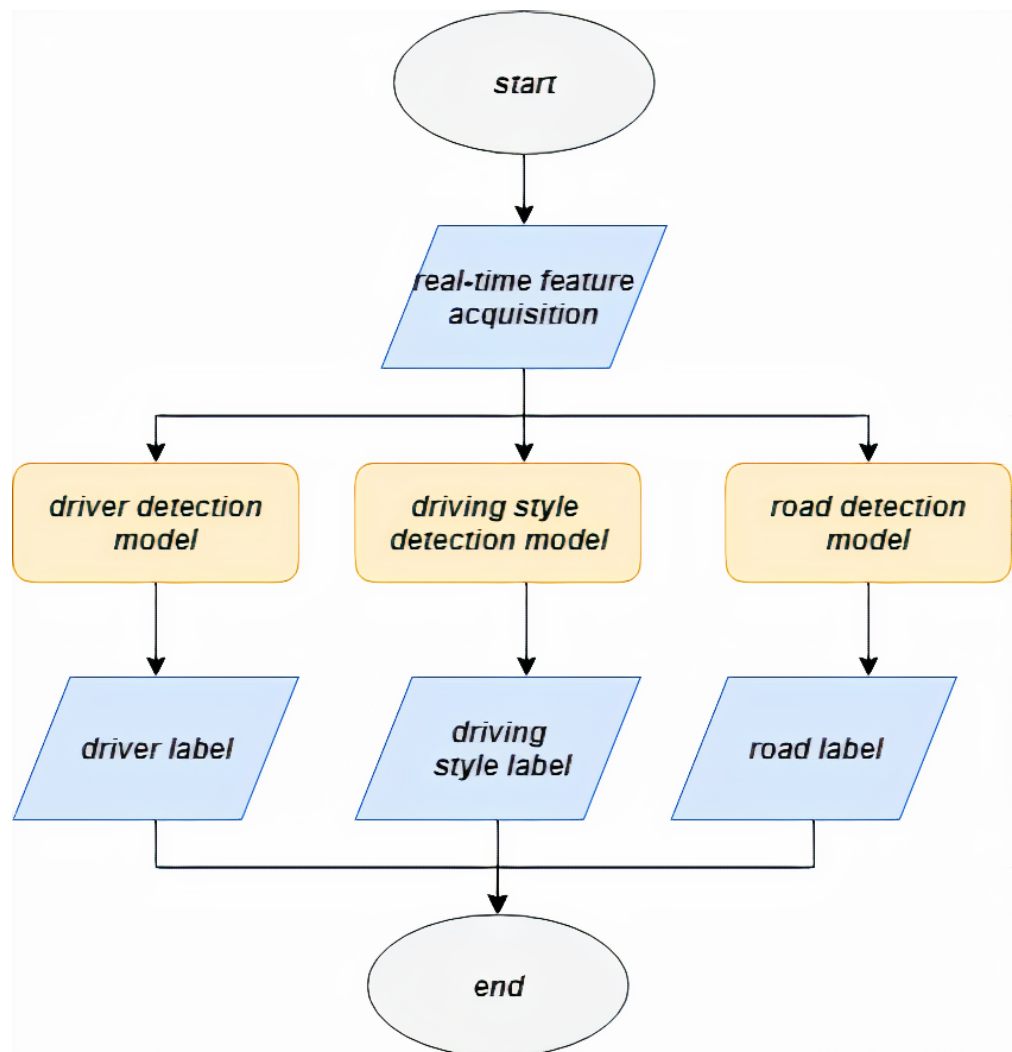 start
real-time feature
acquisition
driver detection
model
driving style
detection model
road detection
model
driver label
driving
style label
road label
end